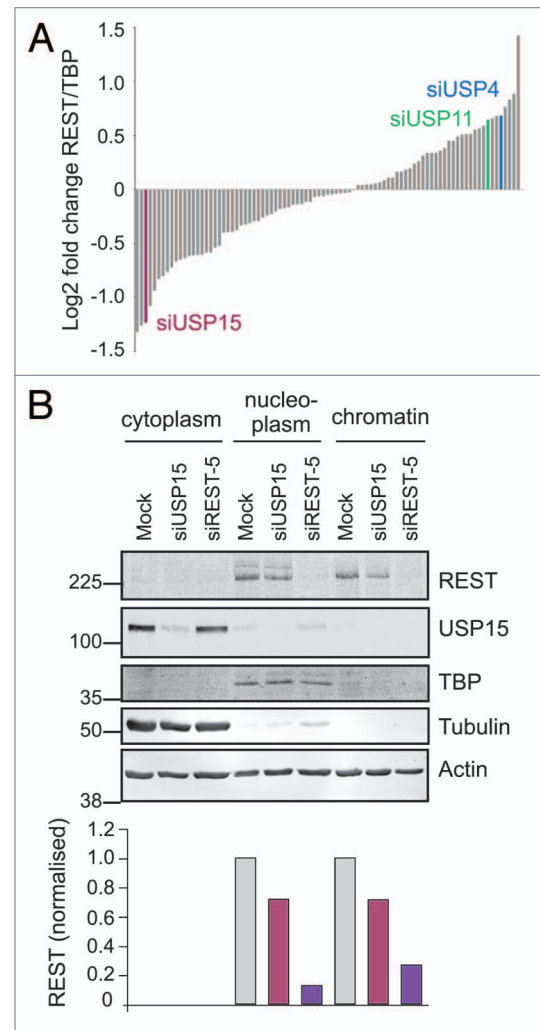 A
Log2 fold change REST/TBP
1.5
1.0
0.5
0
-0.5
-1.0
-1.5
siUSP4
siUSP11
siUSP15
B
cytoplasm
nucleo-
plasm
chromatin
Mock
siUSP15
siREST-5
Mock
siUSP15
siREST-5
Mock
siUSP15
siREST-5
225
REST
100
USP15
35
TBP
50
Tubulin
38
Actin
REST (normalised)
1.2
1.0
0.8
0.6
0.4
0.2
0